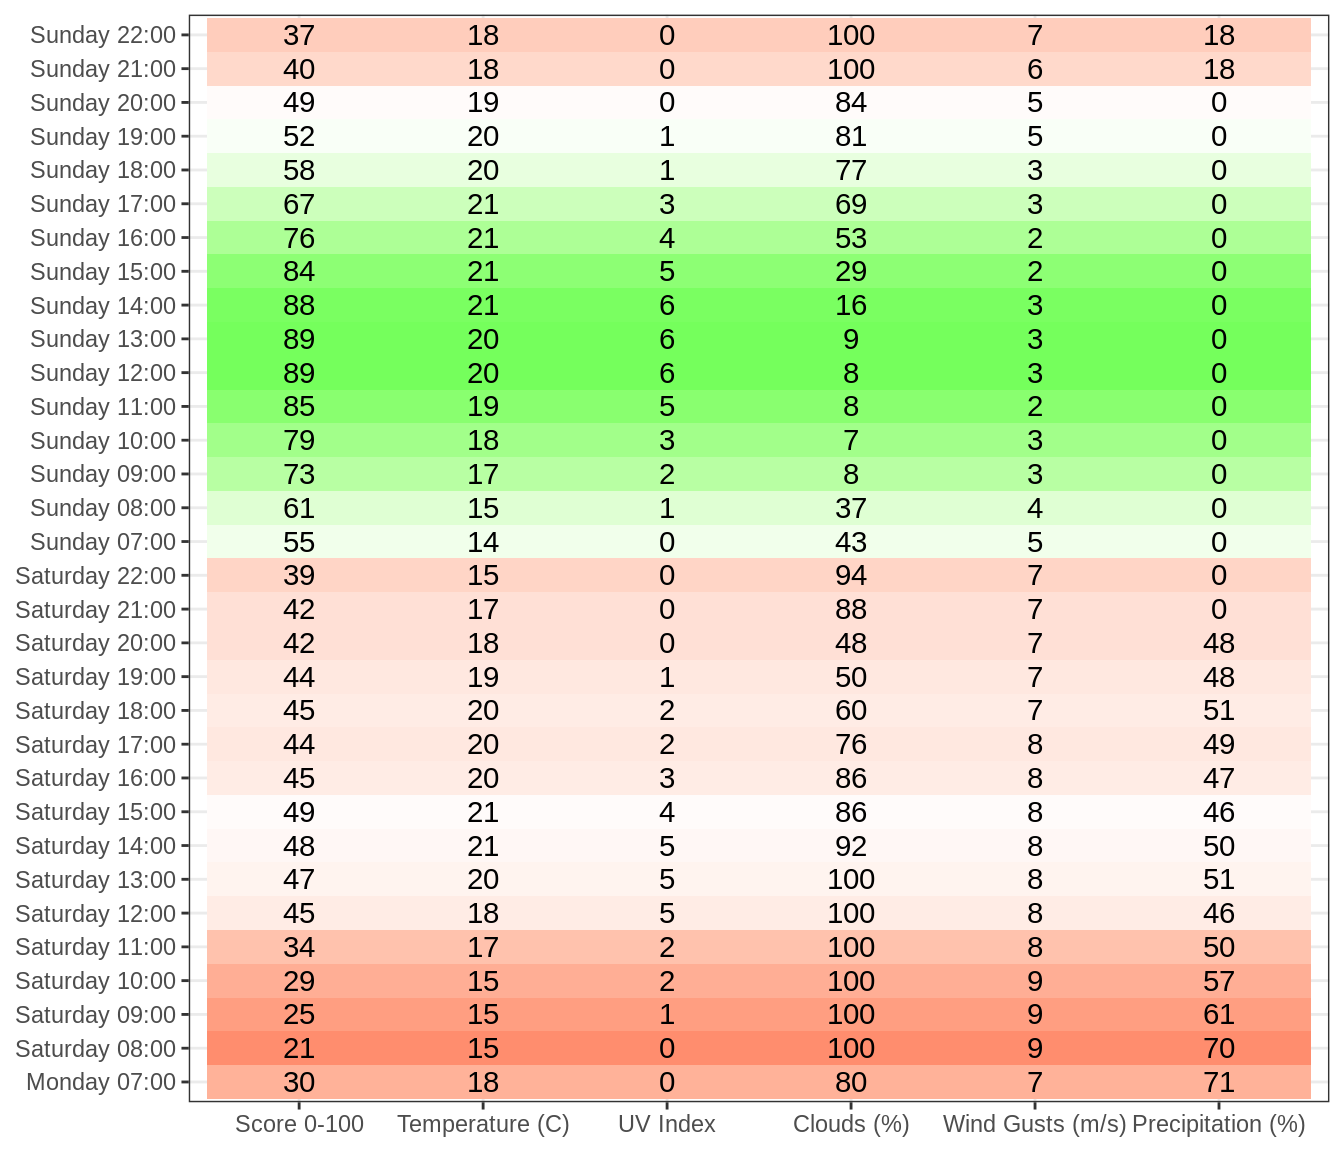 Sunday 22:00 37 18 0 100 7 18
Sunday 21:00 40 18 0 100 6 18
Sunday 20:00 49 19 0 84 5 0
Sunday 19:00 52 20 1 81 5 0
Sunday 18:00 58 20 1 77 3 0
Sunday 17:00 67 21 3 69 3 0
Sunday 16:00 76 21 4 53 2 0
Sunday 15:00 84 21 5 29 2 0
Sunday 14:00 88 21 6 16 3 0
Sunday 13:00 89 20 6 9 3 0
Sunday 12:00 89 20 6 8 3 0
Sunday 11:00 85 19 5 8 2 0
Sunday 10:00 79 18 3 7 3 0
Sunday 09:00 73 17 2 8 3 0
Sunday 08:00 61 15 1 37 4 0
Sunday 07:00 55 14 0 43 5 0
Saturday 22:00 39 15 0 94 7 0
Saturday 21:00 42 17 0 88 7 0
Saturday 20:00 42 18 0 48 7 48
Saturday 19:00 44 19 1 50 7 48
Saturday 18:00 45 20 2 60 7 51
Saturday 17:00 44 20 2 76 8 49
Saturday 16:00 45 20 3 86 8 47
Saturday 15:00 49 21 4 86 8 46
Saturday 14:00 48 21 5 92 8 50
Saturday 13:00 47 20 5 100 8 51
Saturday 12:00 45 18 5 100 8 46
Saturday 11:00 34 17 2 100 8 50
Saturday 10:00 29 15 2 100 9 57
Saturday 09:00 25 15 1 100 9 61
Saturday 08:00 21 15 0 100 9 70
Monday 07:00 30 18 0 80 7 71
Score 0-100 Temperature (C) UV Index Clouds (%) Wind Gusts (m/s) Precipitation (%)